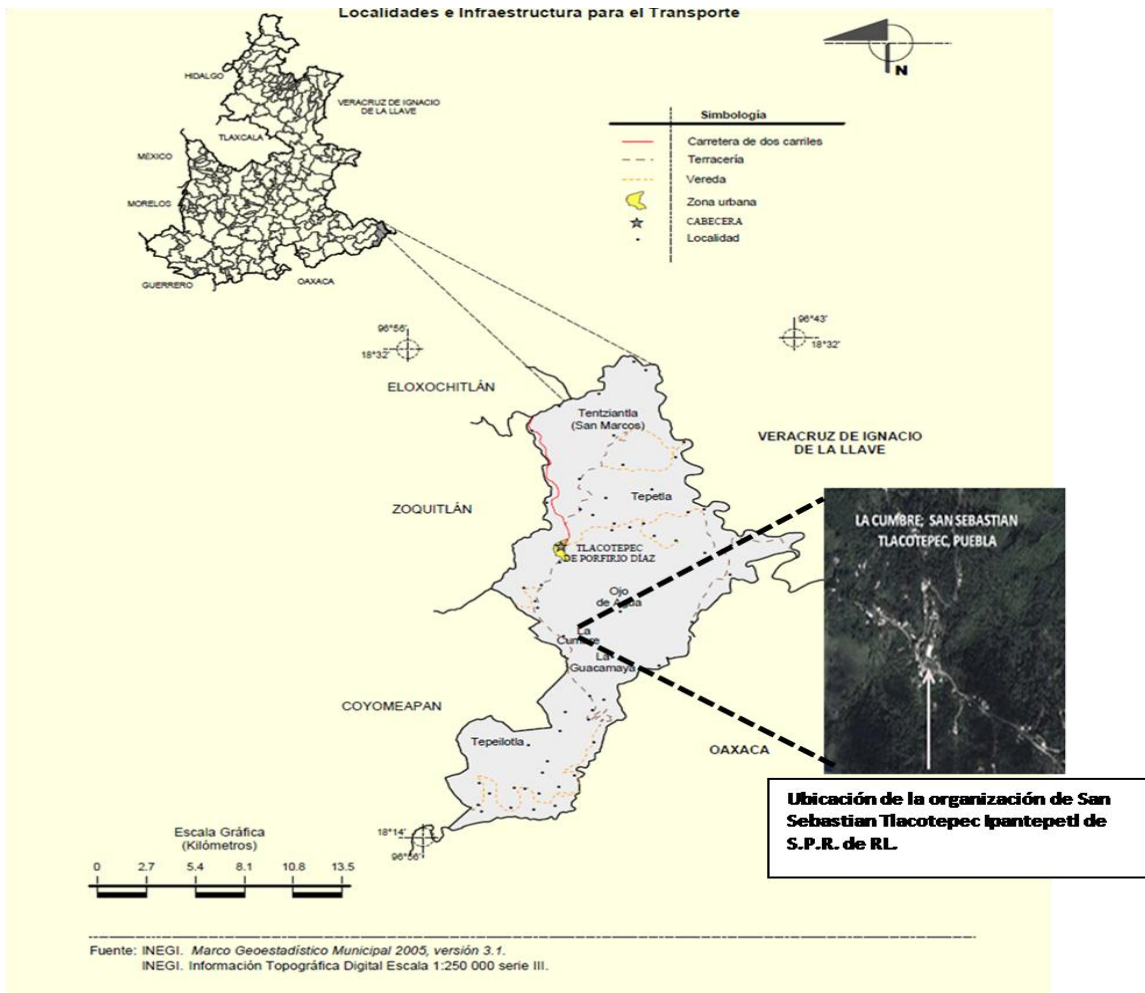 Localidades e Infraestructura para el Transporte
N
HIDALGO
VERACRUZ DE IGNACIO
DE LA LLAVE
TLAXCALA
MÉXICO
MORELOS
GUERRERO
OAXACA
Simbología
Carretera de dos carriles
Terracería
Vereda
Zona urbana
CABECERA
Localidad
96°56'
18°32'
96°43'
18°32'
ELOXOCHITLÁN
Tentziantla
(San Marcos)
VERACRUZ DE IGNACIO
DE LA LLAVE
Tepetla
ZOQUITLÁN
TLACOTEPEC
DE PORFIRIO DÍAZ
LA CUMBRE; SAN SEBASTIAN
TLACOTEPEC, PUEBLA
Ojo
de Agua
La
Cumbre
La
Guacamaya
COYOMEAPAN
Tepeilotla
OAXACA
Ubicación de la organización de San
Sebastian Tlacotepec Ipantepetl de
S.P.R. de RL.
18°14'
96°56'
Escala Gráfica
(Kilómetros)
0 2.7 5.4 8.1 10.8 13.5
Fuente: INEGI. Marco Geoestadístico Municipal 2005, versión 3.1.
INEGI. Información Topográfica Digital Escala 1:250 000 serie III.